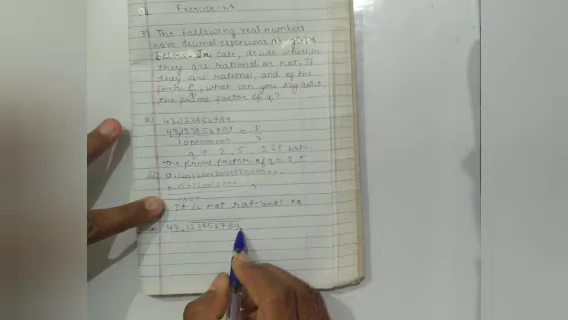 Exercise-1.4
3) The following real numbers
have decimal expansions as given
below. In case, decide whether
they are rational or not. If
they are rational, and of the
form p/q, what can you say about
the prime factor of q?
a) 43.123456789
43.123456789 = p
1000000000 q
q → 2, 5, 2 & 5 both
The prime factor of q = 2, 5
b) 0.120120012000120000...
It is not rational no
43.123456789